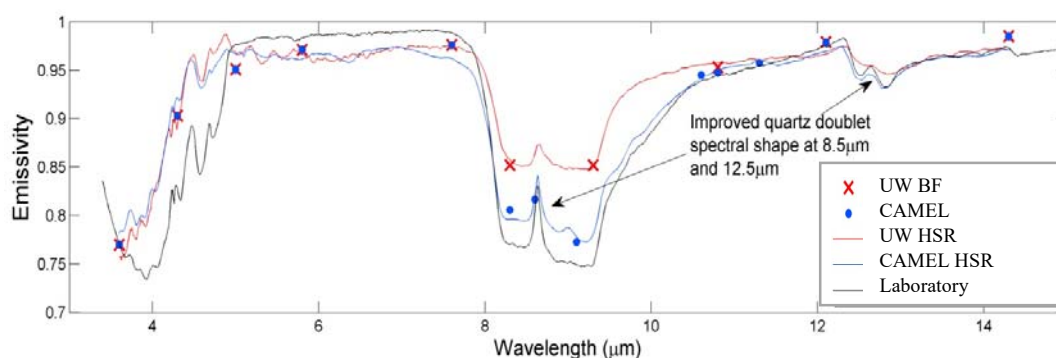 1
0.95
0.9
0.85
0.8
0.75
0.7
Emissivity
4
6
8
10
12
14
Wavelength (μm)
Improved quartz doublet
spectral shape at 8.5μm
and 12.5μm
UW BF
CAMEL
UW HSR
CAMEL HSR
Laboratory